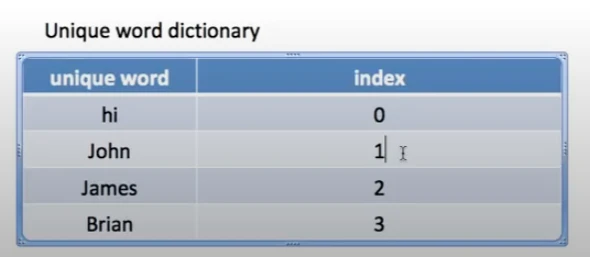 Unique word dictionary
unique word index
hi 0
John 1
James 2
Brian 3